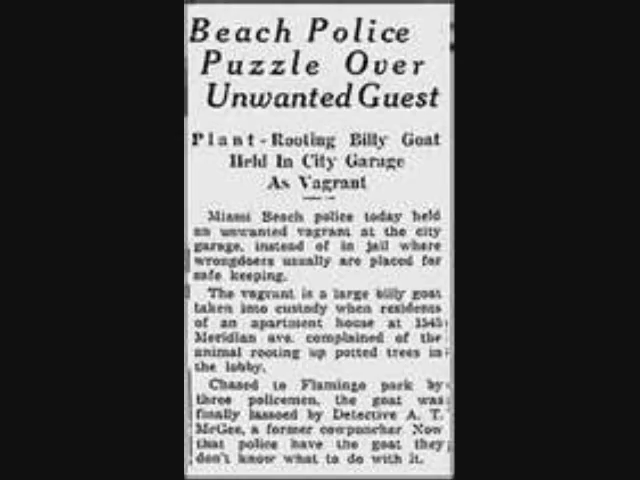 Beach Police
Puzzle Over
Unwanted Guest
Plant-Rooting Billy Goat
Held In City Garage
As Vagrant
Miami Beach police today held
an unwanted vagrant at the city
garage, instead of in jail where
wrongdoers usually are placed for
safe keeping.
The vagrant is a large billy goat
taken into custody when residents
of an apartment house at 1545
Meridian ave. complained of the
animal rooting up potted trees in
the lobby.
Chased to Flamingo park by
three policemen, the goat was
finally lassoed by Detective A. T.
McGee, a former cowpuncher. Now
that police have the goat they
don't know what to do with it.